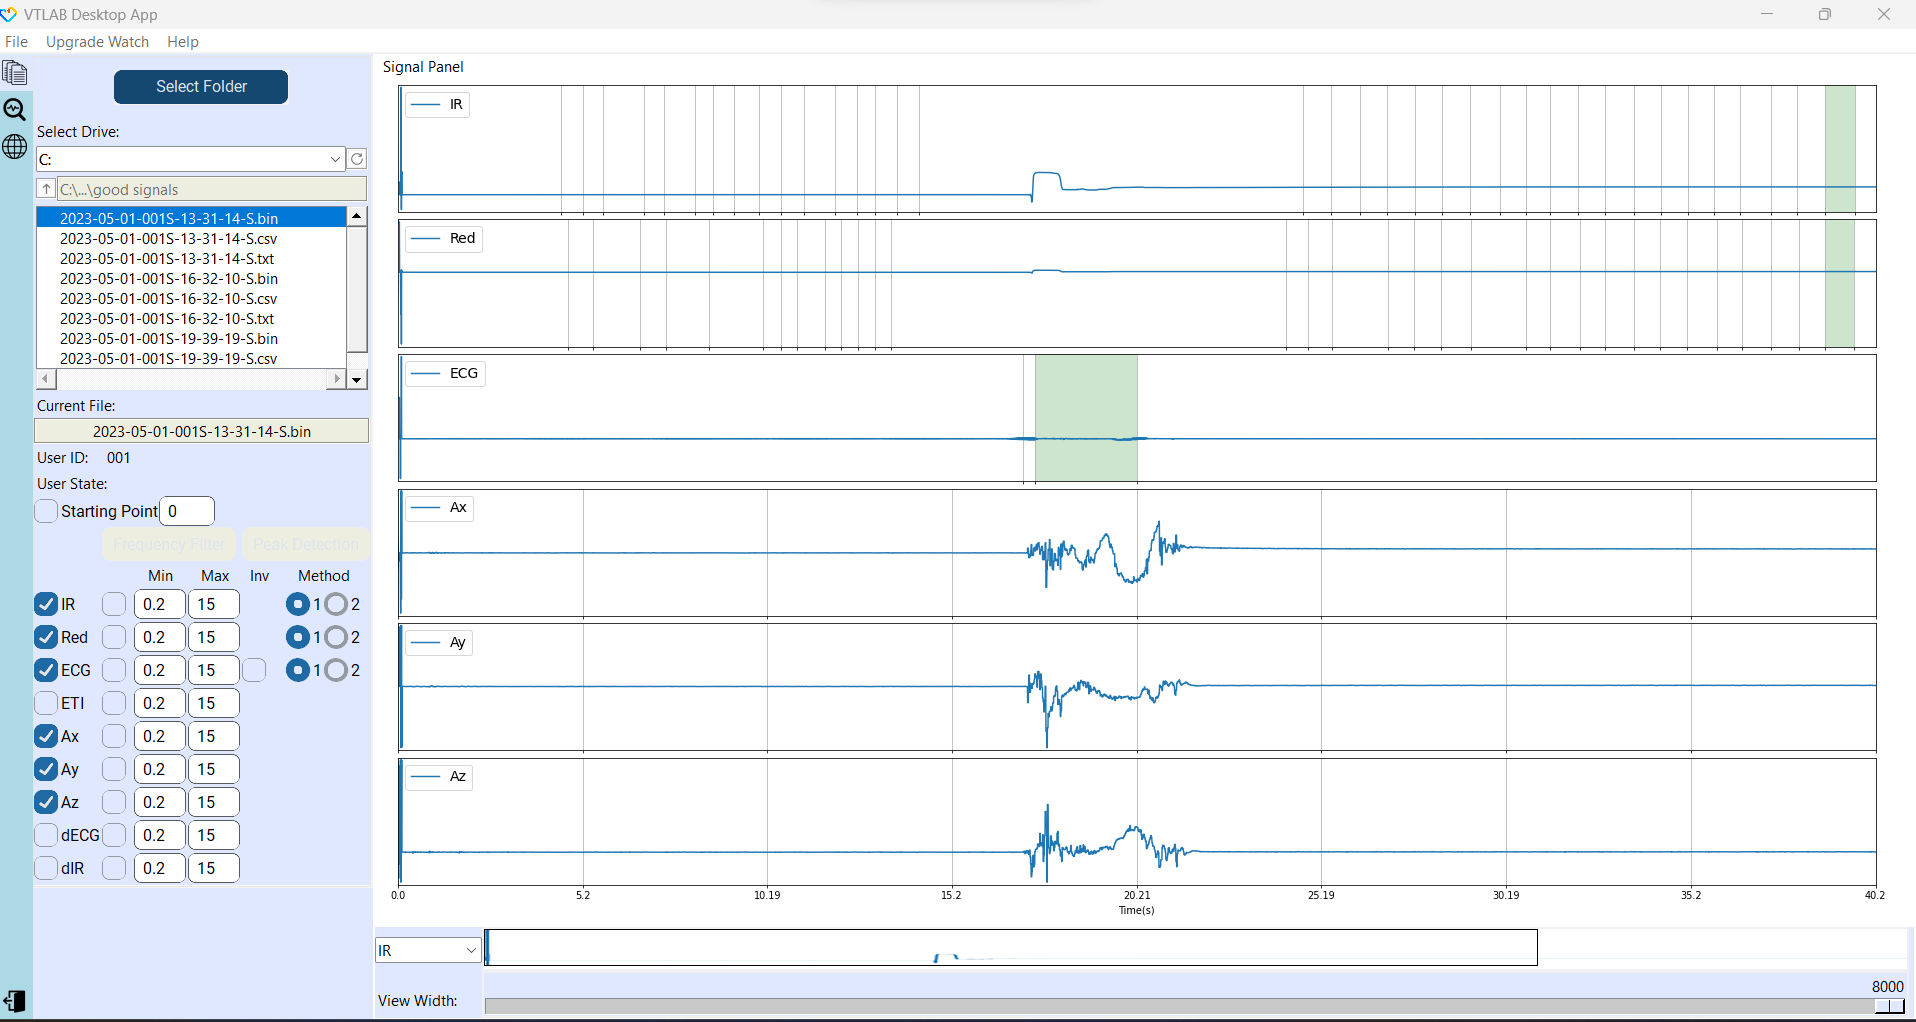 VTLAB Desktop App
File Upgrade Watch Help
Select Folder
Select Drive:
C:
C:\...\good signals
2023-05-01-001S-13-31-14-S.bin
2023-05-01-001S-13-31-14-S.csv
2023-05-01-001S-13-31-14-S.txt
2023-05-01-001S-16-32-10-S.bin
2023-05-01-001S-16-32-10-S.csv
2023-05-01-001S-16-32-10-S.txt
2023-05-01-001S-19-39-19-S.bin
2023-05-01-001S-19-39-19-S.csv
Current File:
2023-05-01-001S-13-31-14-S.bin
User ID: 001
User State:
Starting Point 0
Frequency Filter Peak Detection
Min Max Inv Method
IR 0.2 15 1 2
Red 0.2 15 1 2
ECG 0.2 15 1 2
ETI 0.2 15
Ax 0.2 15
Ay 0.2 15
Az 0.2 15
dECG 0.2 15
dIR 0.2 15
Signal Panel
IR
Red
ECG
Ax
Ay
Az
0.0 5.2 10.19 15.2 20.21 25.19 30.19 35.2 40.2
Time(s)
IR
8000
View Width: